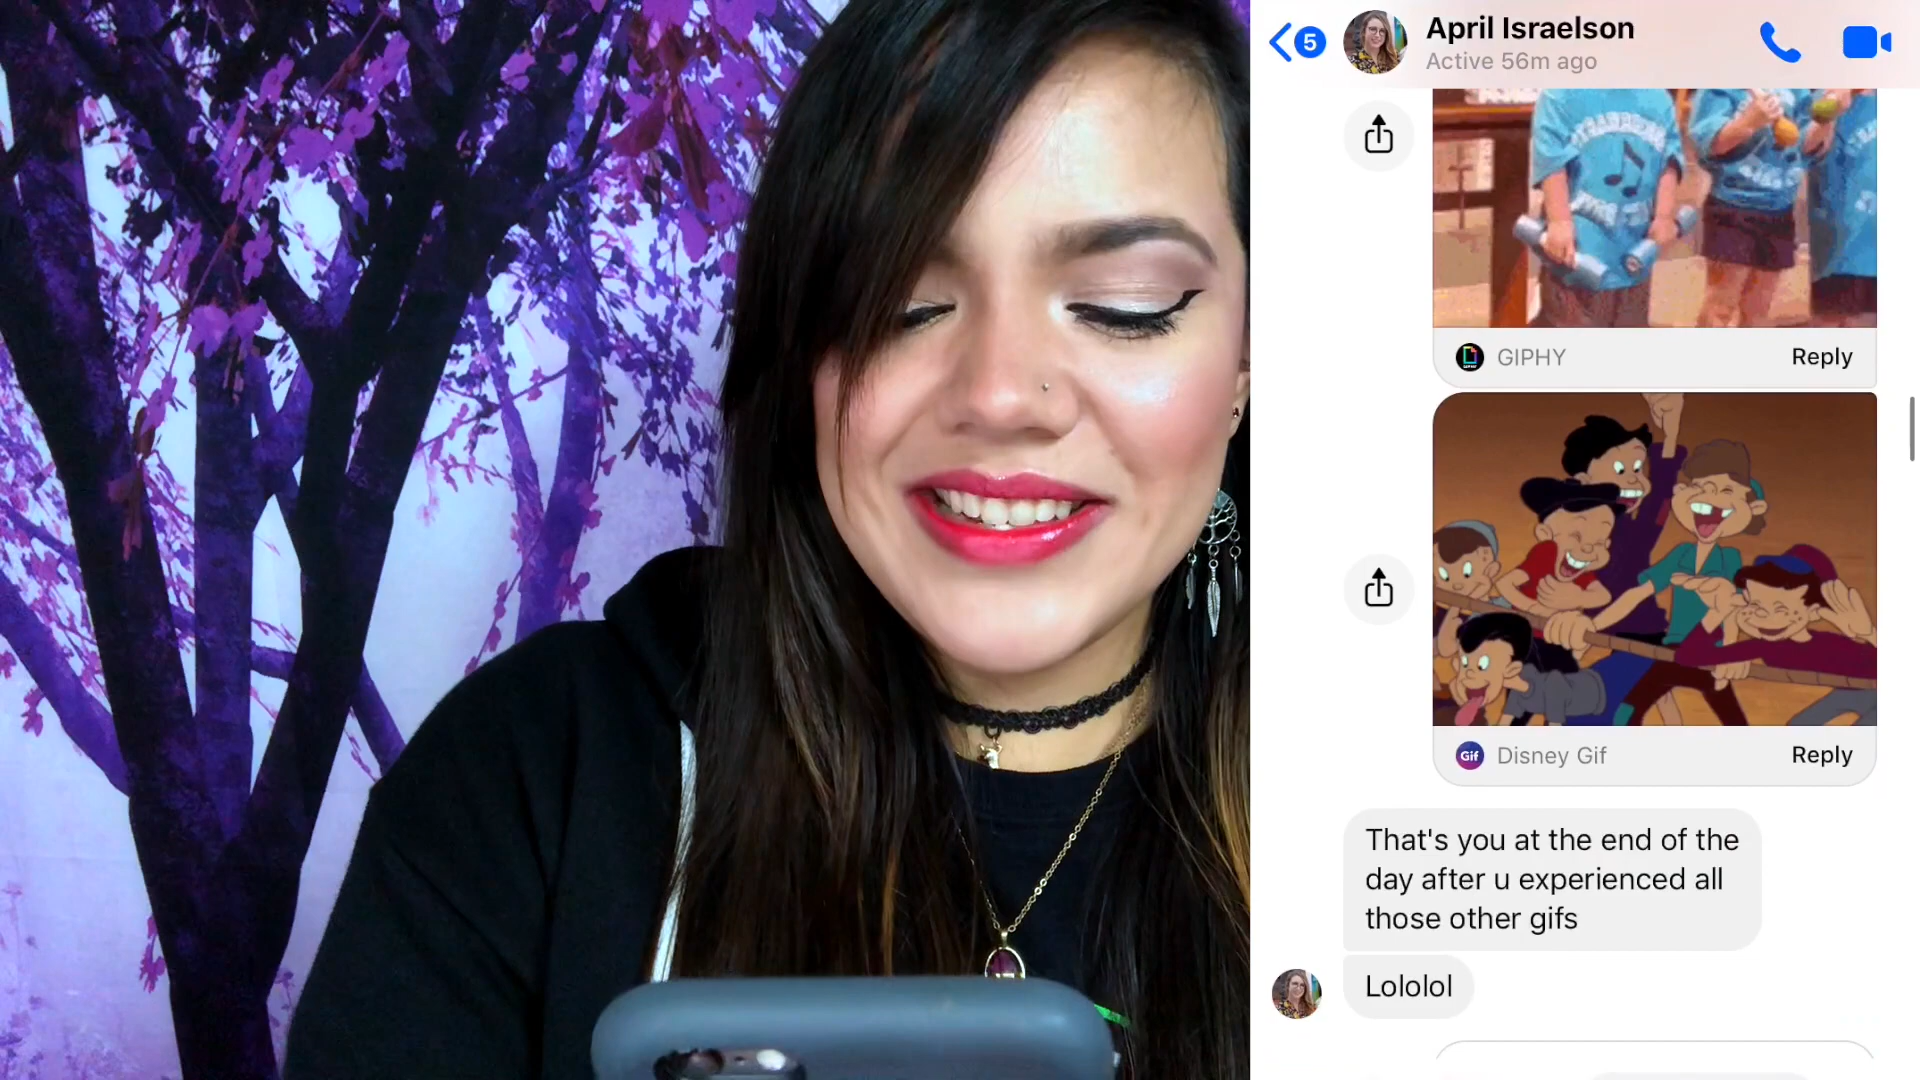 5
April Israelson
Active 56m ago
GIPHY
Reply
Gif
Disney Gif
Reply
That's you at the end of the
day after u experienced all
those other gifs
Lololol